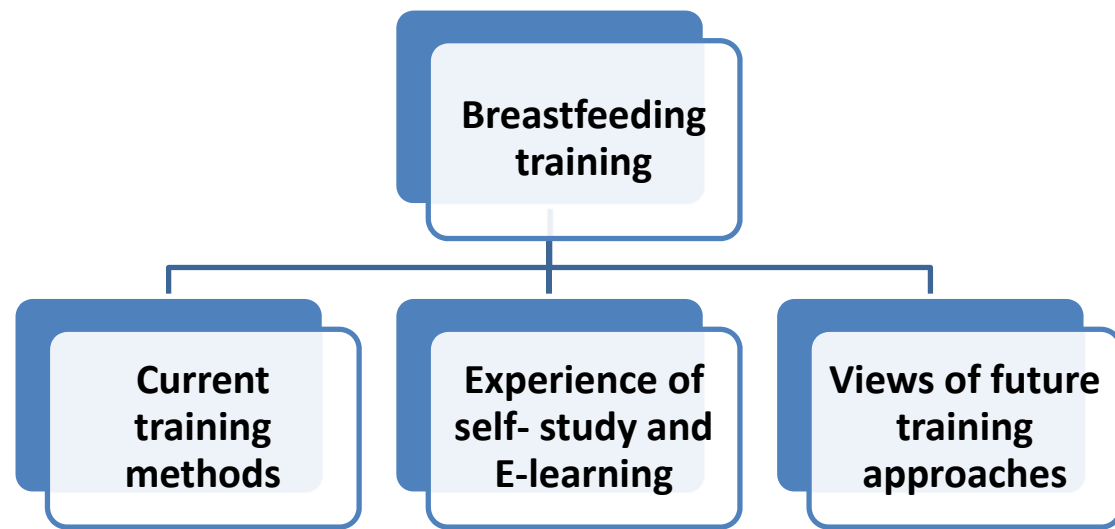 Breastfeeding
training
Current
training
methods
Experience of
self- study and
E-learning
Views of future
training
approaches